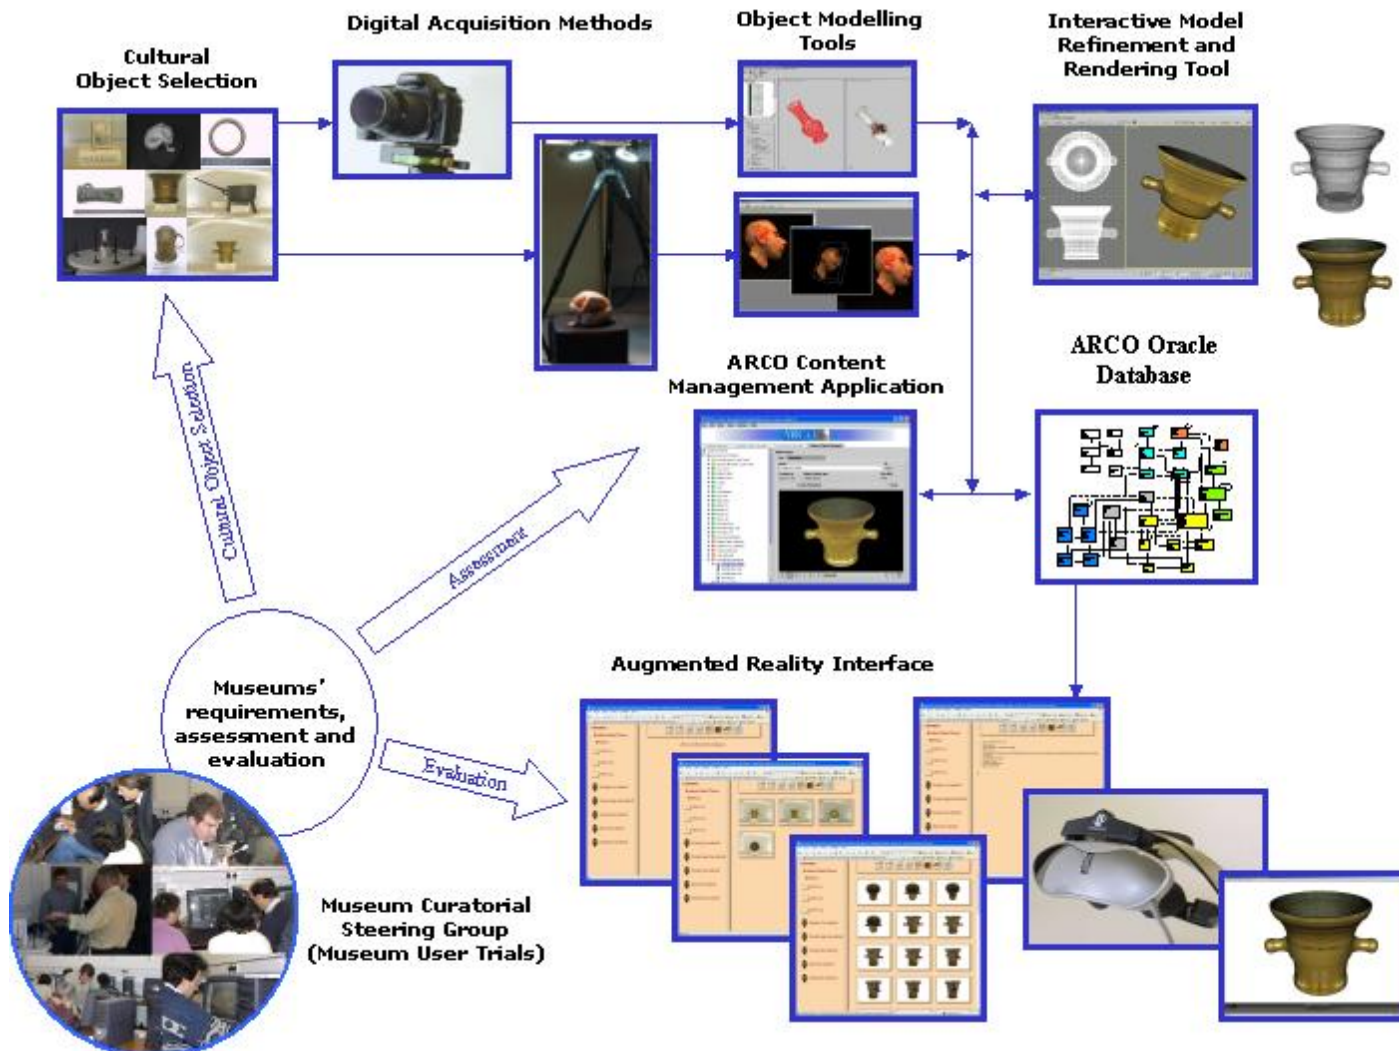 Digital Acquisition Methods
Object Modelling
Tools
Interactive Model
Refinement and
Rendering Tool
Cultural
Object Selection
ARCO Content
Management Application
ARCO Oracle
Database
Cultural Object Selection
Assessment
Museums'
requirements,
assessment and
evaluation
Evaluation
Augmented Reality Interface
Museum Curatorial
Steering Group
(Museum User Trials)
ARCO